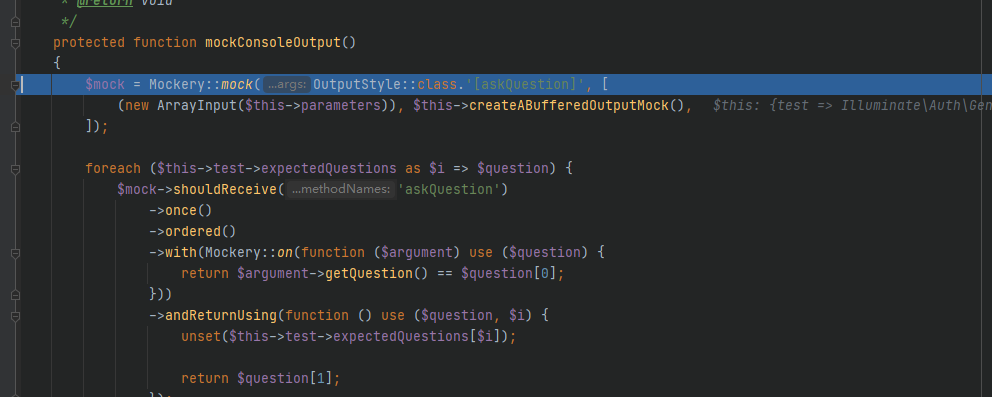 * @return void
*/
protected function mockConsoleOutput()
{
$mock = Mockery::mock( ...args: OutputStyle::class.'[askQuestion]', [
(new ArrayInput($this->parameters)), $this->createABufferedOutputMock(), $this: {test => Illuminate\Auth\Gen
]);
foreach ($this->test->expectedQuestions as $i => $question) {
$mock->shouldReceive( ...methodNames: 'askQuestion')
->once()
->ordered()
->with(Mockery::on(function ($argument) use ($question) {
return $argument->getQuestion() == $question[0];
}))
->andReturnUsing(function () use ($question, $i) {
unset($this->test->expectedQuestions[$i]);
return $question[1];
});